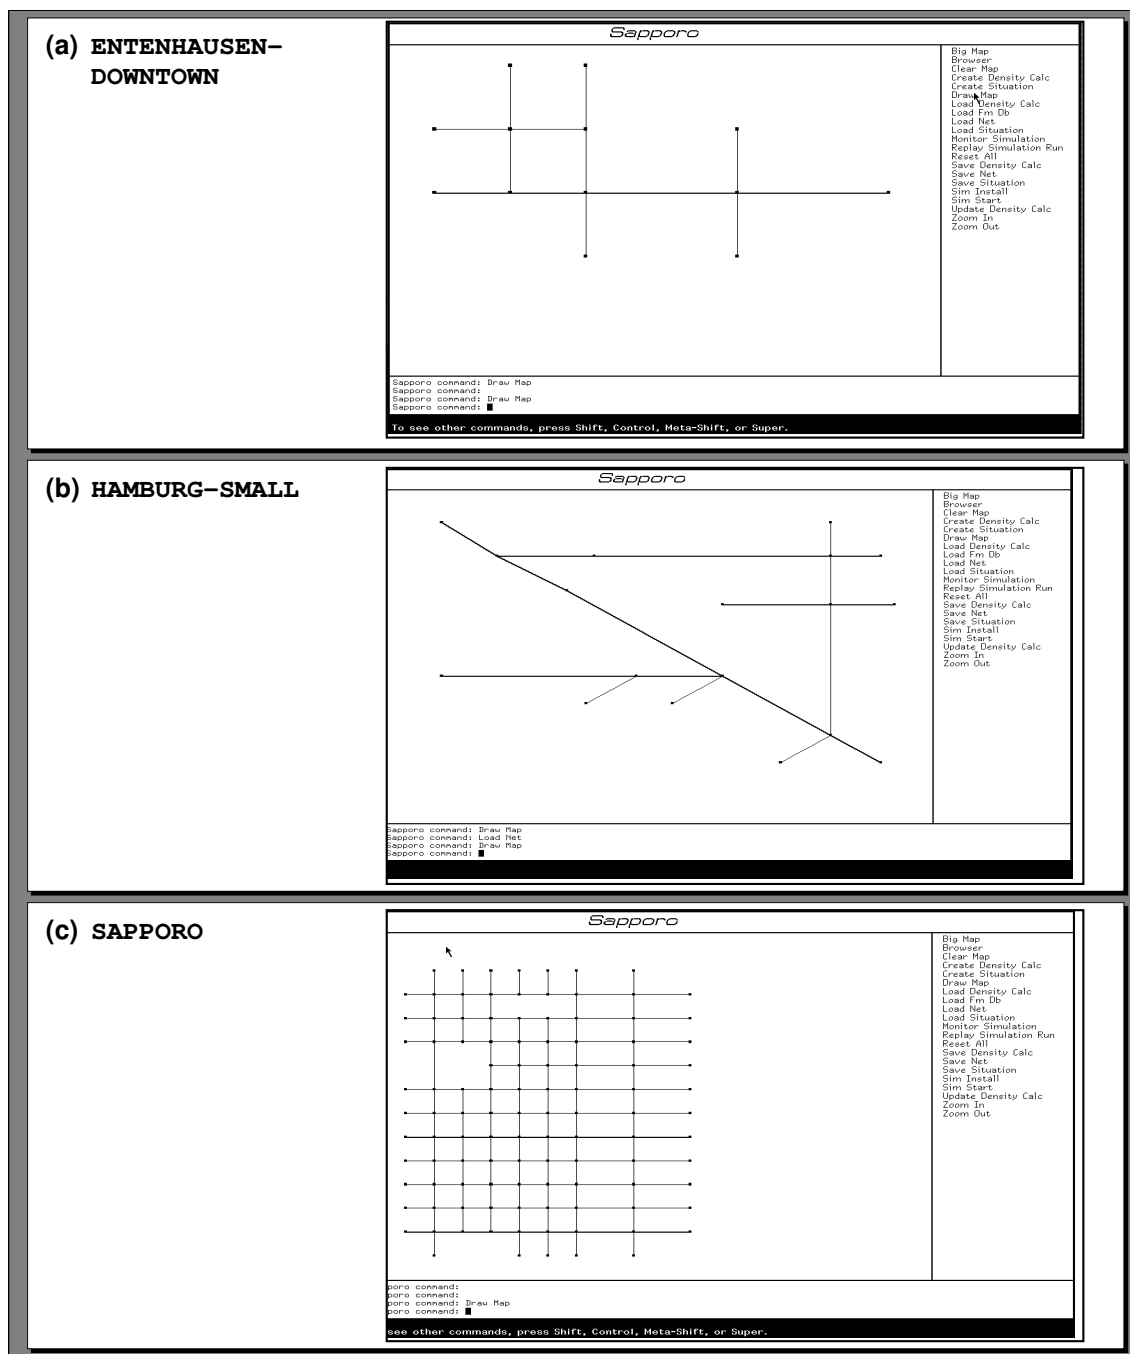 (a) ENTENHAUSEN-
DOWNTOWN
Sapporo
Big Map
Browser
Clear Map
Create Density Calc
Create Situation
Draw Map
Load Density Calc
Load Fm Db
Load Net
Load Situation
Monitor Simulation
Replay Simulation Run
Reset All
Save Density Calc
Save Net
Save Situation
Sim Install
Sim Start
Update Density Calc
Zoom In
Zoom Out
Sapporo command: Draw Map
Sapporo command:
Sapporo command: Draw Map
Sapporo command:
To see other commands, press Shift, Control, Meta-Shift, or Super.
(b) HAMBURG-SMALL
Sapporo
Big Map
Browser
Clear Map
Create Density Calc
Create Situation
Draw Map
Load Density Calc
Load Fm Db
Load Net
Load Situation
Monitor Simulation
Replay Simulation Run
Reset All
Save Density Calc
Save Net
Save Situation
Sim Install
Sim Start
Update Density Calc
Zoom In
Zoom Out
Sapporo command: Draw Map
Sapporo command: Load Net
Sapporo command: Draw Map
Sapporo command:
(c) SAPPORO
Sapporo
Big Map
Browser
Clear Map
Create Density Calc
Create Situation
Draw Map
Load Density Calc
Load Fm Db
Load Net
Load Situation
Monitor Simulation
Replay Simulation Run
Reset All
Save Density Calc
Save Net
Save Situation
Sim Install
Sim Start
Update Density Calc
Zoom In
Zoom Out
poro command:
poro command:
poro command: Draw Map
poro command:
see other commands, press Shift, Control, Meta-Shift, or Super.